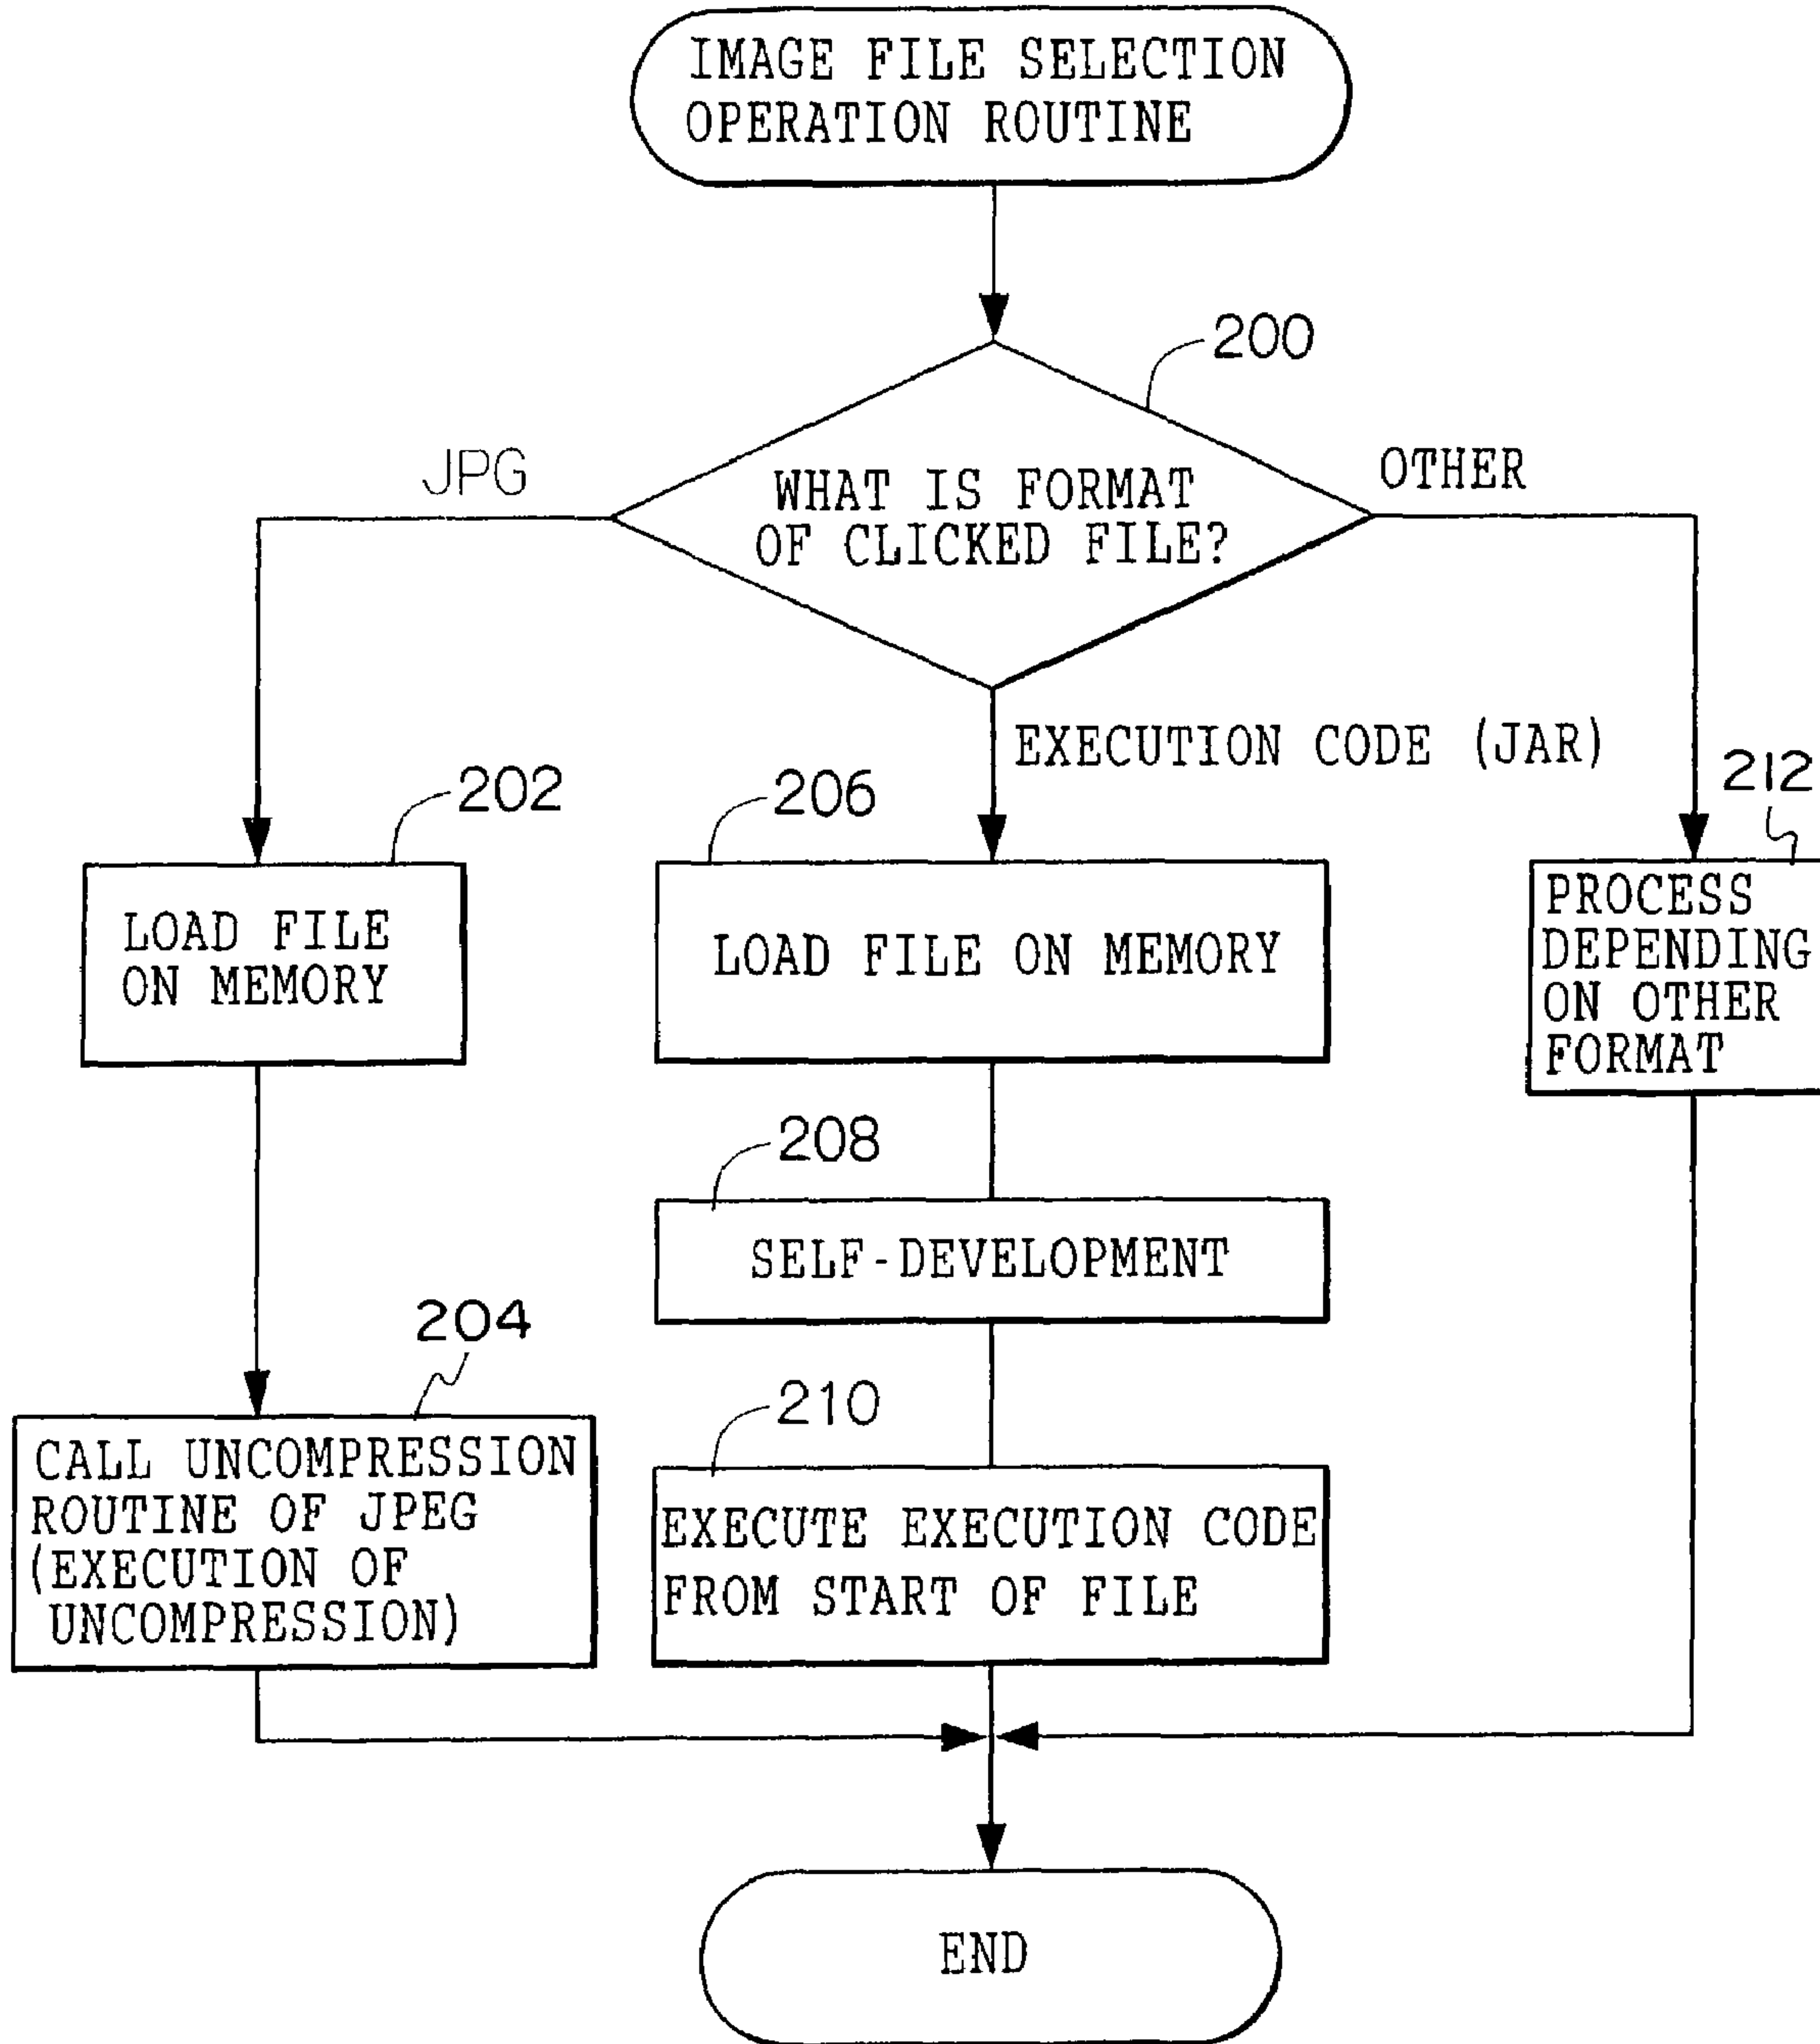 IMAGE FILE SELECTION
OPERATION ROUTINE
200
JPG
OTHER
WHAT IS FORMAT
OF CLICKED FILE?
EXECUTION CODE (JAR)
202
206
212
LOAD FILE
ON MEMORY
LOAD FILE ON MEMORY
PROCESS
DEPENDING
ON OTHER
FORMAT
208
SELF-DEVELOPMENT
204
210
CALL UNCOMPRESSION
ROUTINE OF JPEG
(EXECUTION OF
UNCOMPRESSION)
EXECUTE EXECUTION CODE
FROM START OF FILE
END